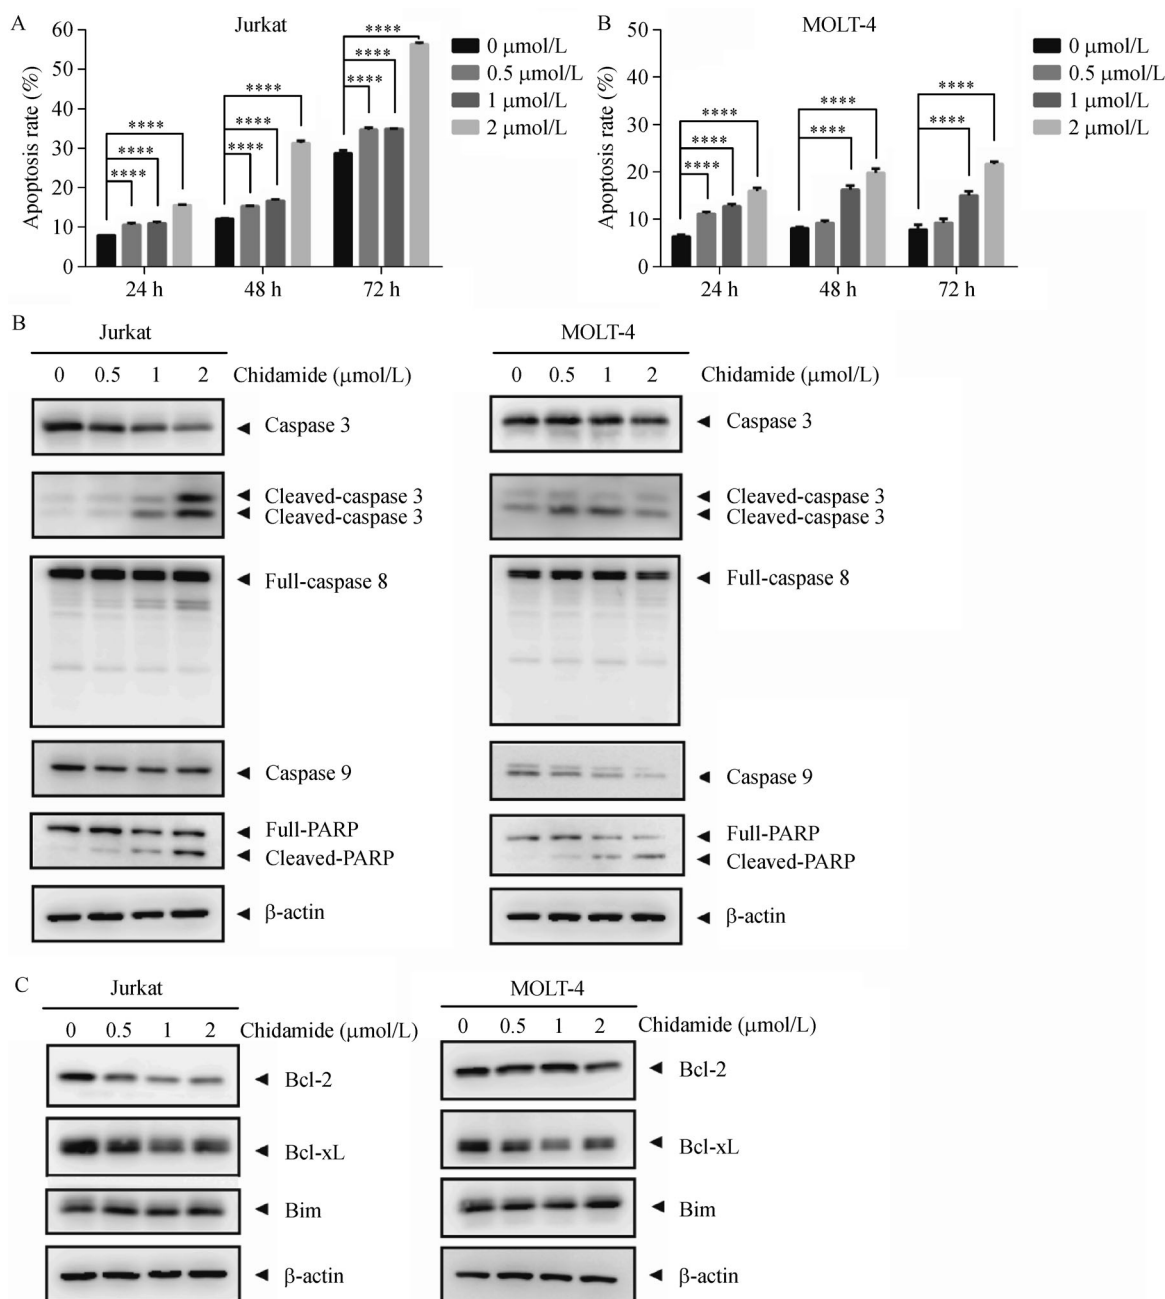 A
Jurkat
Apoptosis rate (%)
60
50
40
30
20
10
0
24 h
48 h
72 h
****
****
****
****
****
****
****
****
****
0 μmol/L
0.5 μmol/L
1 μmol/L
2 μmol/L
B
MOLT-4
Apoptosis rate (%)
50
40
30
20
10
0
24 h
48 h
72 h
****
****
****
****
****
****
****
0 μmol/L
0.5 μmol/L
1 μmol/L
2 μmol/L
B
Jurkat
0 0.5 1 2 Chidamide (μmol/L)
Caspase 3
Cleaved-caspase 3
Cleaved-caspase 3
Full-caspase 8
Caspase 9
Full-PARP
Cleaved-PARP
β-actin
MOLT-4
0 0.5 1 2 Chidamide (μmol/L)
Caspase 3
Cleaved-caspase 3
Cleaved-caspase 3
Full-caspase 8
Caspase 9
Full-PARP
Cleaved-PARP
β-actin
C
Jurkat
0 0.5 1 2 Chidamide (μmol/L)
Bcl-2
Bcl-xL
Bim
β-actin
MOLT-4
0 0.5 1 2 Chidamide (μmol/L)
Bcl-2
Bcl-xL
Bim
β-actin